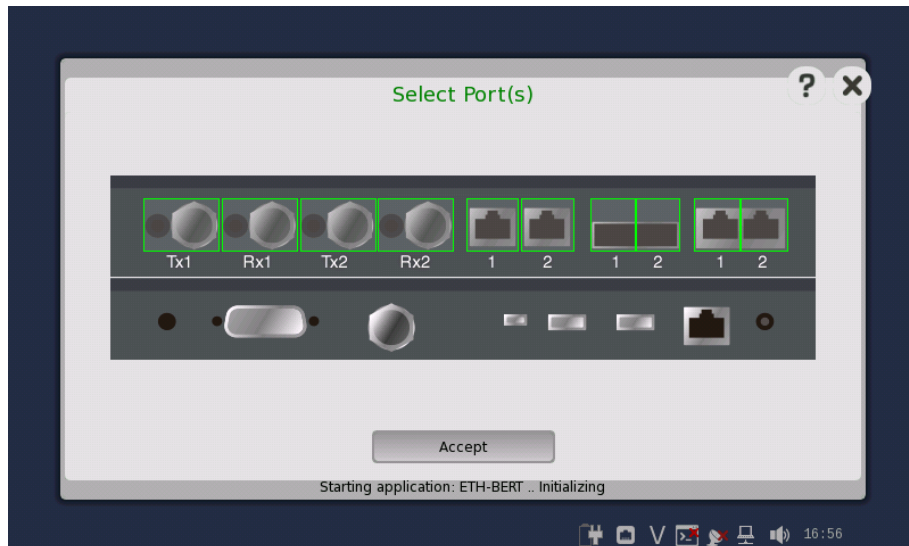 Select Port(s)
?
Tx1 Rx1 Tx2 Rx2 1 2 1 2 1 2
Accept
Starting application: ETH-BERT .. Initializing
V 16:56